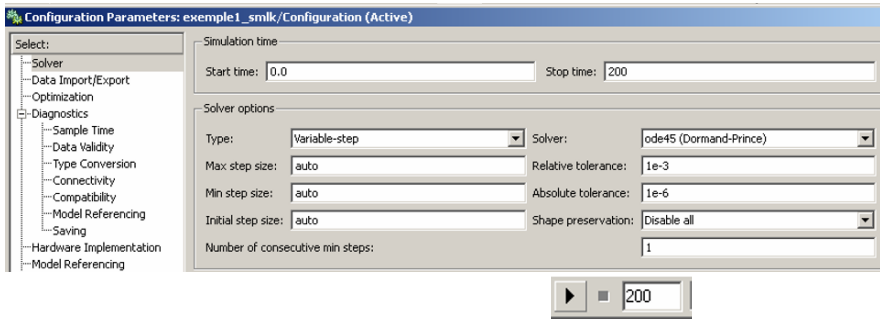 Configuration Parameters: exemple1_smlk/Configuration (Active)
Select:
Solver
Data Import/Export
Optimization
Diagnostics
Sample Time
Data Validity
Type Conversion
Connectivity
Compatibility
Model Referencing
Saving
Hardware Implementation
Model Referencing
Simulation time
Start time: 0.0 Stop time: 200
Solver options
Type: Variable-step Solver: ode45 (Dormand-Prince)
Max step size: auto Relative tolerance: 1e-3
Min step size: auto Absolute tolerance: 1e-6
Initial step size: auto Shape preservation: Disable all
Number of consecutive min steps: 1
200